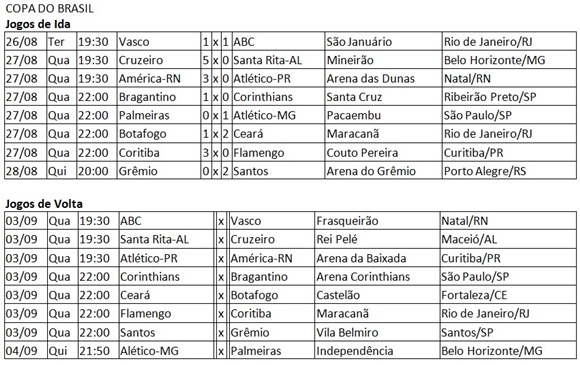 COPA DO BRASIL
Jogos de Ida
26/08 Ter 19:30 Vasco 1 x 1 ABC São Januário Rio de Janeiro/RJ
27/08 Qua 19:30 Cruzeiro 5 x 0 Santa Rita-AL Mineirão Belo Horizonte/MG
27/08 Qua 19:30 América-RN 3 x 0 Atlético-PR Arena das Dunas Natal/RN
27/08 Qua 22:00 Bragantino 1 x 0 Corinthians Santa Cruz Ribeirão Preto/SP
27/08 Qua 22:00 Palmeiras 0 x 1 Atlético-MG Pacaembu São Paulo/SP
27/08 Qua 22:00 Botafogo 1 x 2 Ceará Maracanã Rio de Janeiro/RJ
27/08 Qua 22:00 Coritiba 3 x 0 Flamengo Couto Pereira Curitiba/PR
28/08 Qui 20:00 Grêmio 0 x 2 Santos Arena do Grêmio Porto Alegre/RS
Jogos de Volta
03/09 Qua 19:30 ABC x Vasco Frasqueirão Natal/RN
03/09 Qua 19:30 Santa Rita-AL x Cruzeiro Rei Pelé Maceió/AL
03/09 Qua 19:30 Atlético-PR x América-RN Arena da Baixada Curitiba/PR
03/09 Qua 22:00 Corinthians x Bragantino Arena Corinthians São Paulo/SP
03/09 Qua 22:00 Ceará x Botafogo Castelão Fortaleza/CE
03/09 Qua 22:00 Flamengo x Coritiba Maracanã Rio de Janeiro/RJ
03/09 Qua 22:00 Santos x Grêmio Vila Belmiro Santos/SP
04/09 Qui 21:50 Alético-MG x Palmeiras Independência Belo Horizonte/MG